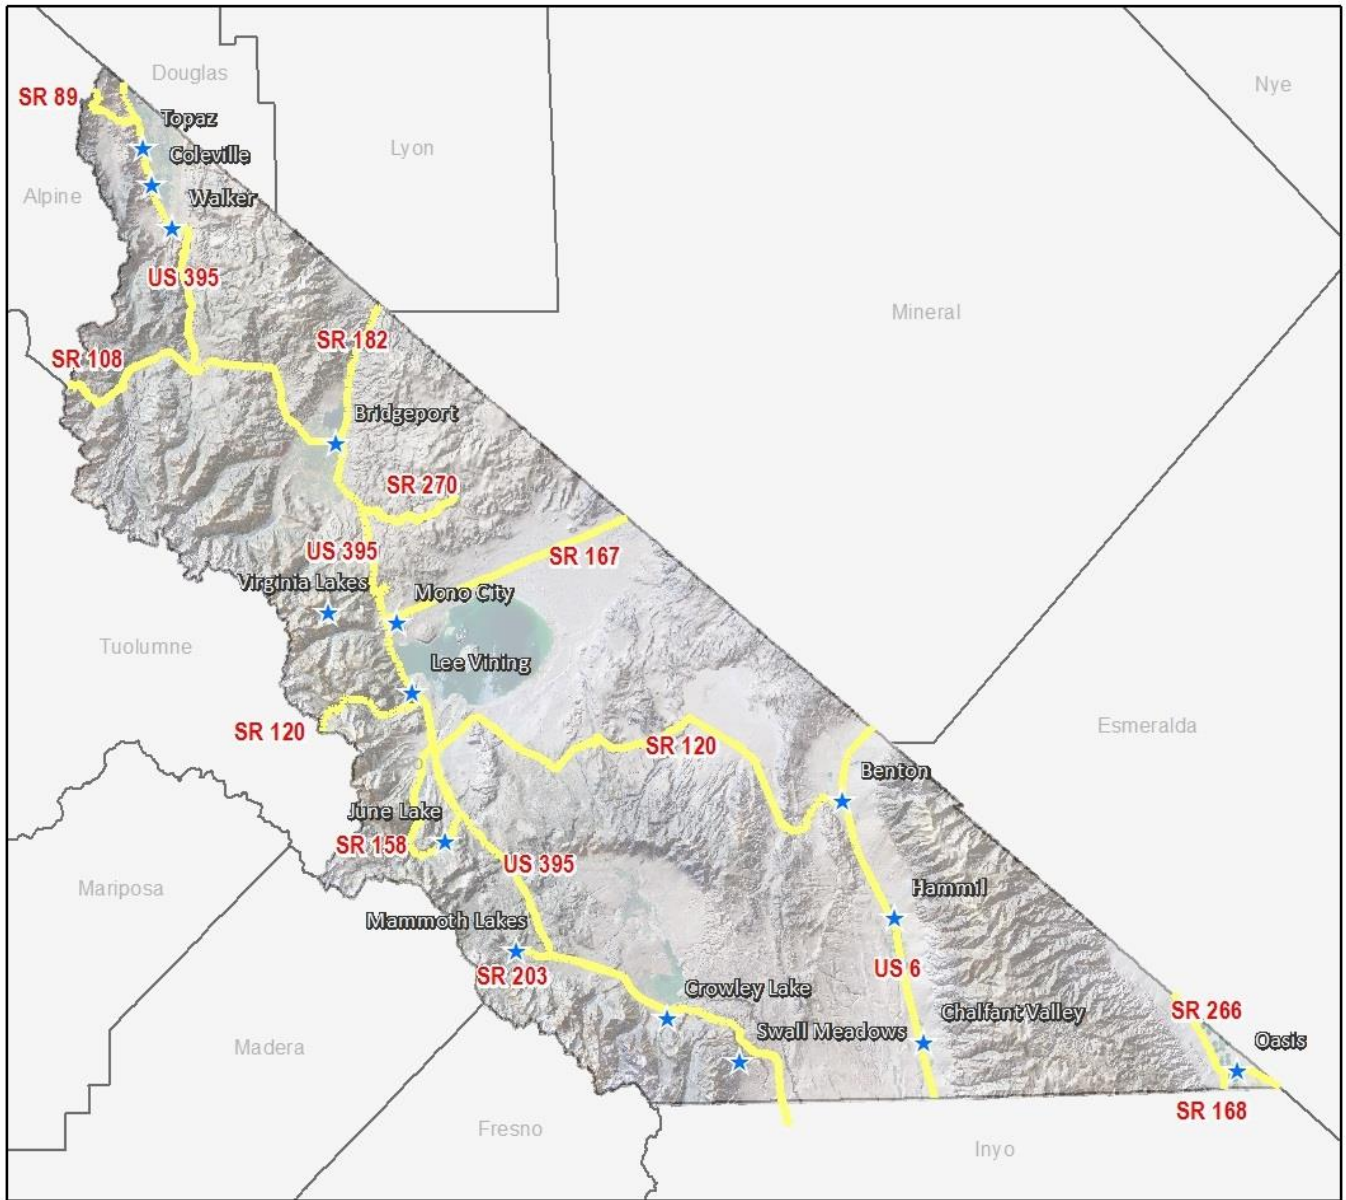 Douglas
Nye
SR 89
Topaz
Lyon
Coleville
Alpine
Walker
US 395
Mineral
SR 182
SR 108
Bridgeport
SR 270
US 395
SR 167
Virginia Lakes
Mono City
Tuolumne
Lee Vining
SR 120
SR 120
Esmeralda
Benton
June Lake
SR 158
US 395
Mariposa
Hammil
Mammoth Lakes
SR 203
US 6
Crowley Lake
SR 266
Chalfant Valley
Swall Meadows
Oasis
Madera
SR 168
Fresno
Inyo